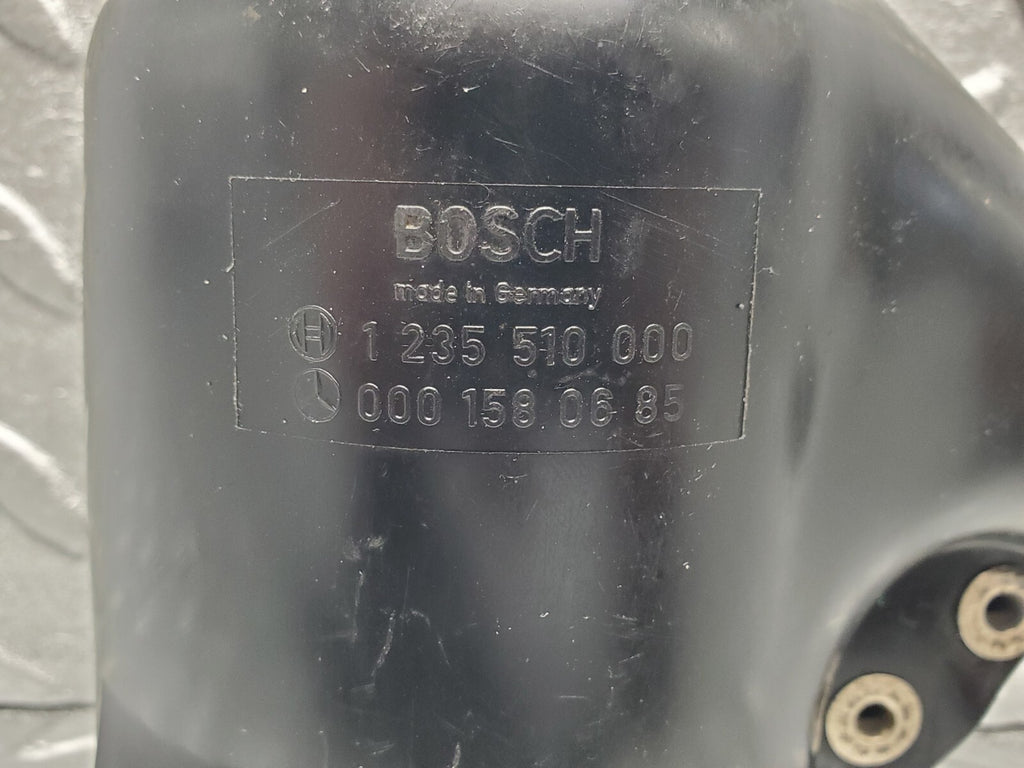 BOSCH
made in Germany
1 235 510 000
000 158 06 85